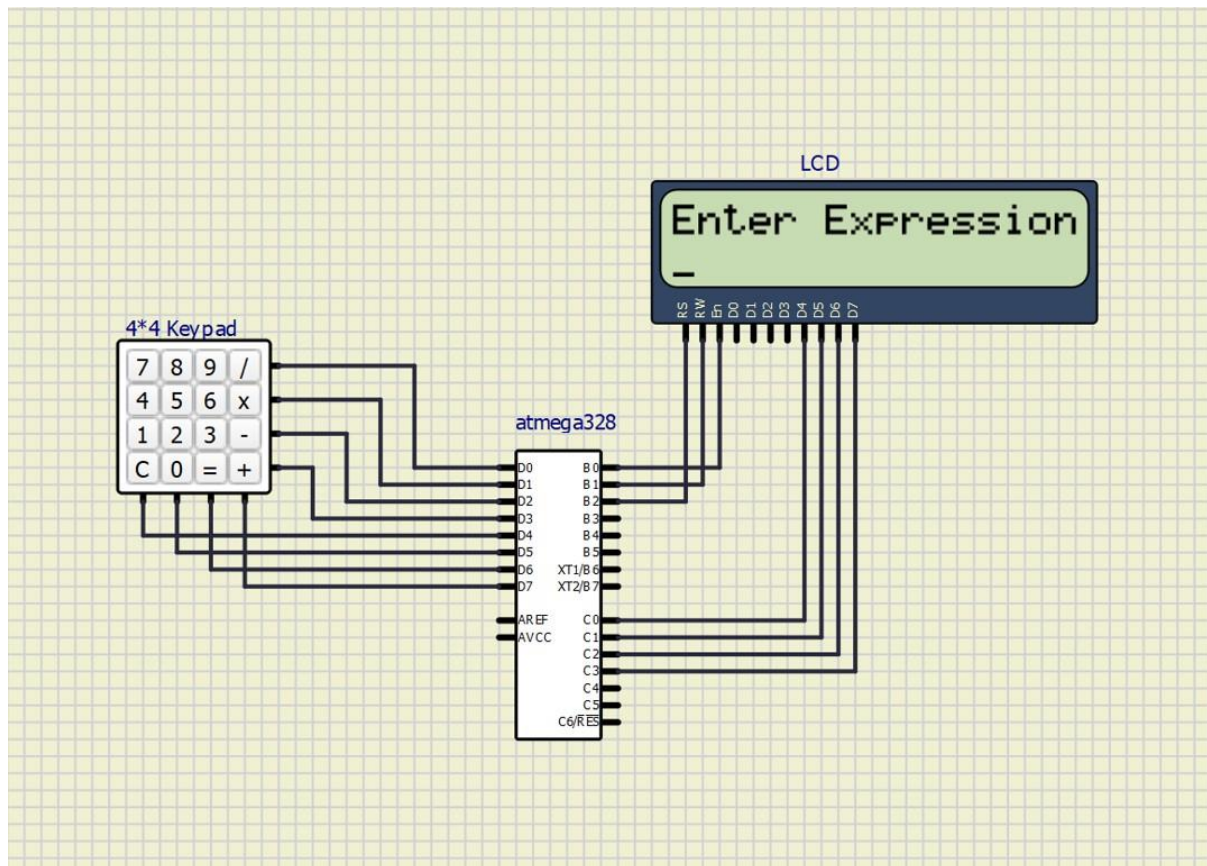 LCD
Enter Expression
_
RS RW En D0 D1 D2 D3 D4 D5 D6 D7
4*4 Keypad
7 8 9 /
4 5 6 x
1 2 3 -
C 0 = +
atmega328
D0 B0
D1 B1
D2 B2
D3 B3
D4 B4
D5 B5
D6 XT1/B6
D7 XT2/B7
AREF C0
AVCC C1
C2
C3
C4
C5
C6/RES